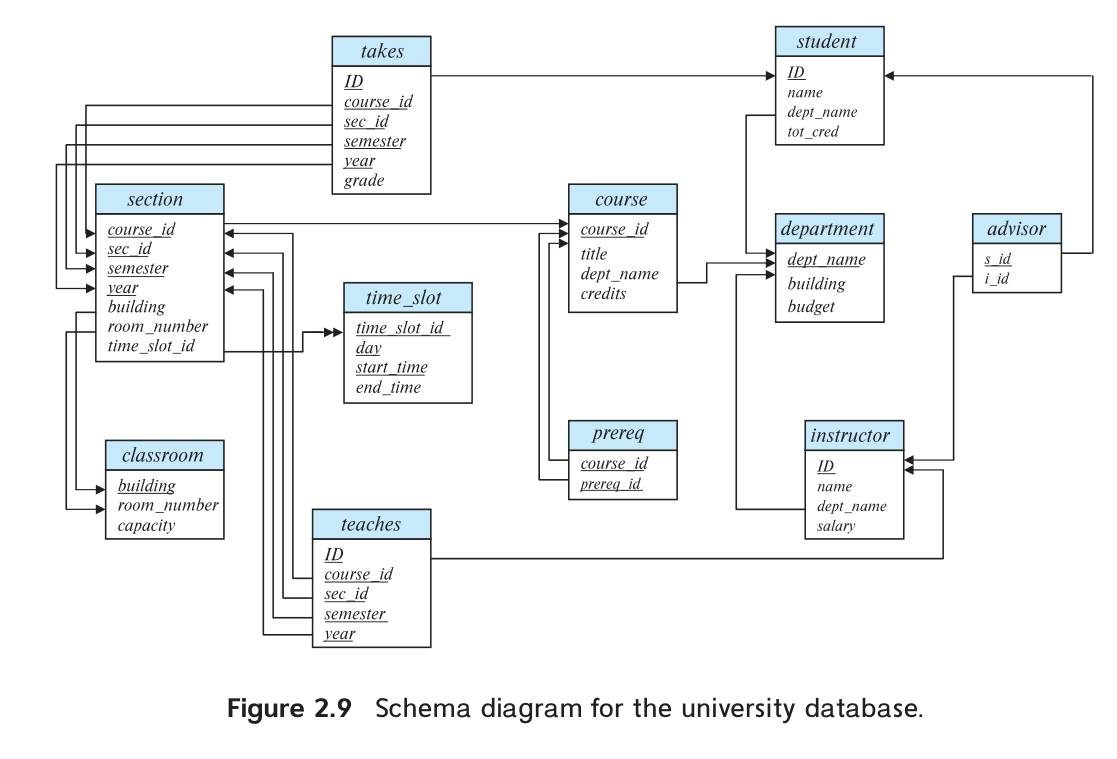 takes
ID
course_id
sec_id
semester
year
grade
student
ID
name
dept_name
tot_cred
section
course_id
sec_id
semester
year
building
room_number
time_slot_id
course
course_id
title
dept_name
credits
department
dept_name
building
budget
advisor
s_id
i_id
time_slot
time_slot_id
day
start_time
end_time
prereq
course_id
prereq_id
instructor
ID
name
dept_name
salary
classroom
building
room_number
capacity
teaches
ID
course_id
sec_id
semester
year
Figure 2.9 Schema diagram for the university database.